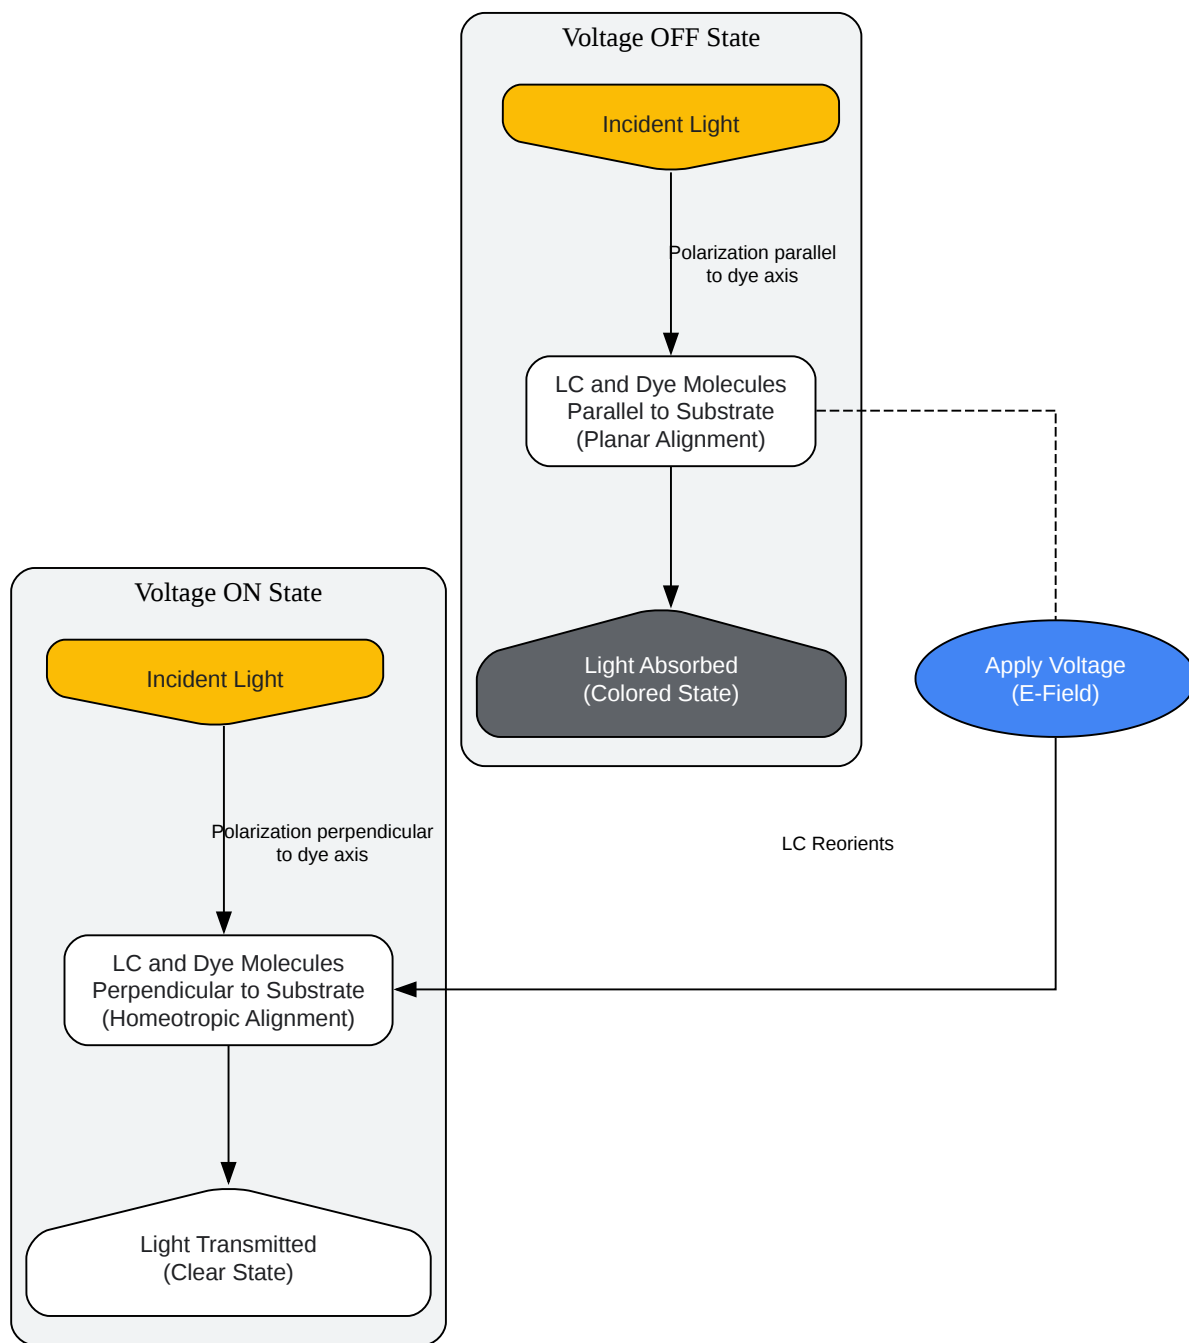 Voltage OFF State
Incident Light
Polarization parallel
to dye axis
LC and Dye Molecules
Parallel to Substrate
(Planar Alignment)
Light Absorbed
(Colored State)
Apply Voltage
(E-Field)
LC Reorients
Voltage ON State
Incident Light
Polarization perpendicular
to dye axis
LC and Dye Molecules
Perpendicular to Substrate
(Homeotropic Alignment)
Light Transmitted
(Clear State)